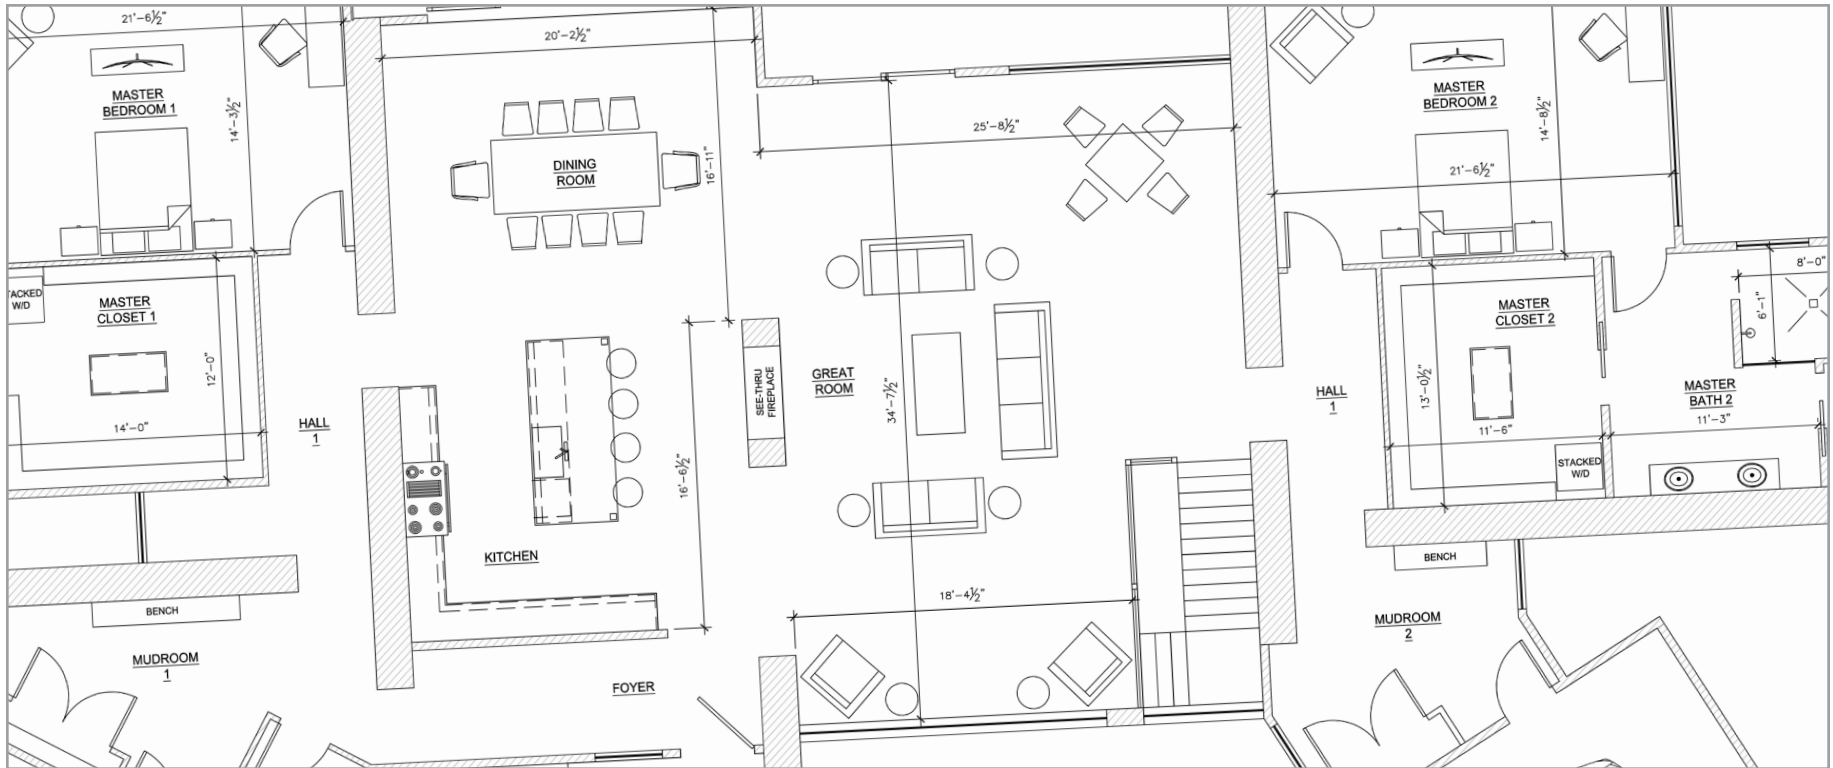 21'-6½"
MASTER
BEDROOM 1
14'-3½"
STACKED
W/D
MASTER
CLOSET 1
12'-0"
14'-0"
HALL
1
BENCH
MUDROOM
1
20'-2½"
DINING
ROOM
16'-11"
KITCHEN
16'-6½"
FOYER
SEE-THRU
FIREPLACE
25'-8½"
GREAT
ROOM
34'-7½"
18'-4½"
MASTER
BEDROOM 2
14'-8½"
21'-6½"
HALL
1
MASTER
CLOSET 2
13'-0½"
11'-6"
STACKED
W/D
8'-0"
6'-1"
MASTER
BATH 2
11'-3"
BENCH
MUDROOM
2